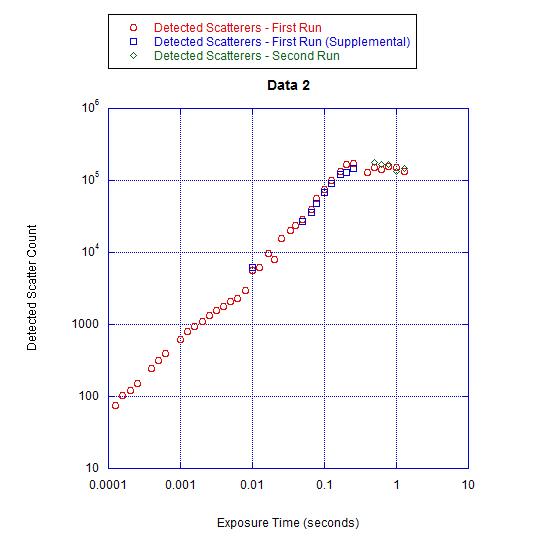 Detected Scatterers - First Run
Detected Scatterers - First Run (Supplemental)
Detected Scatterers - Second Run
Data 2
10^6
10^5
10^4
1000
100
10
Detected Scatter Count
0.0001 0.001 0.01 0.1 1 10
Exposure Time (seconds)